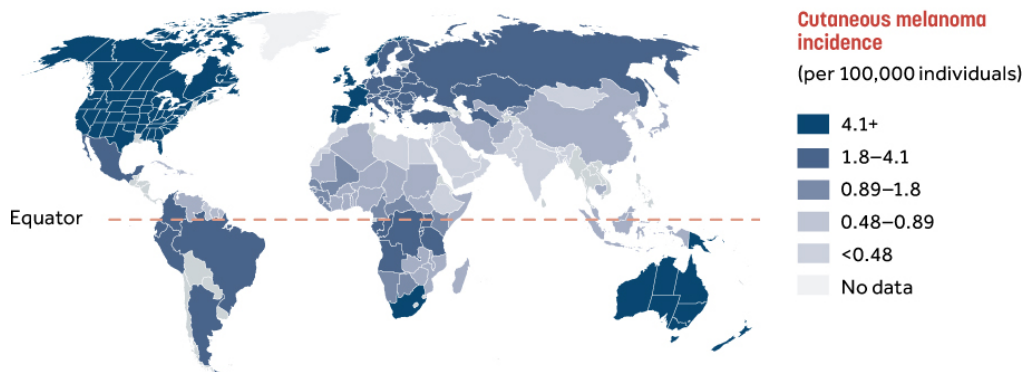 Cutaneous melanoma
incidence
(per 100,000 individuals)
4.1+
1.8–4.1
0.89–1.8
0.48–0.89
<0.48
No data
Equator